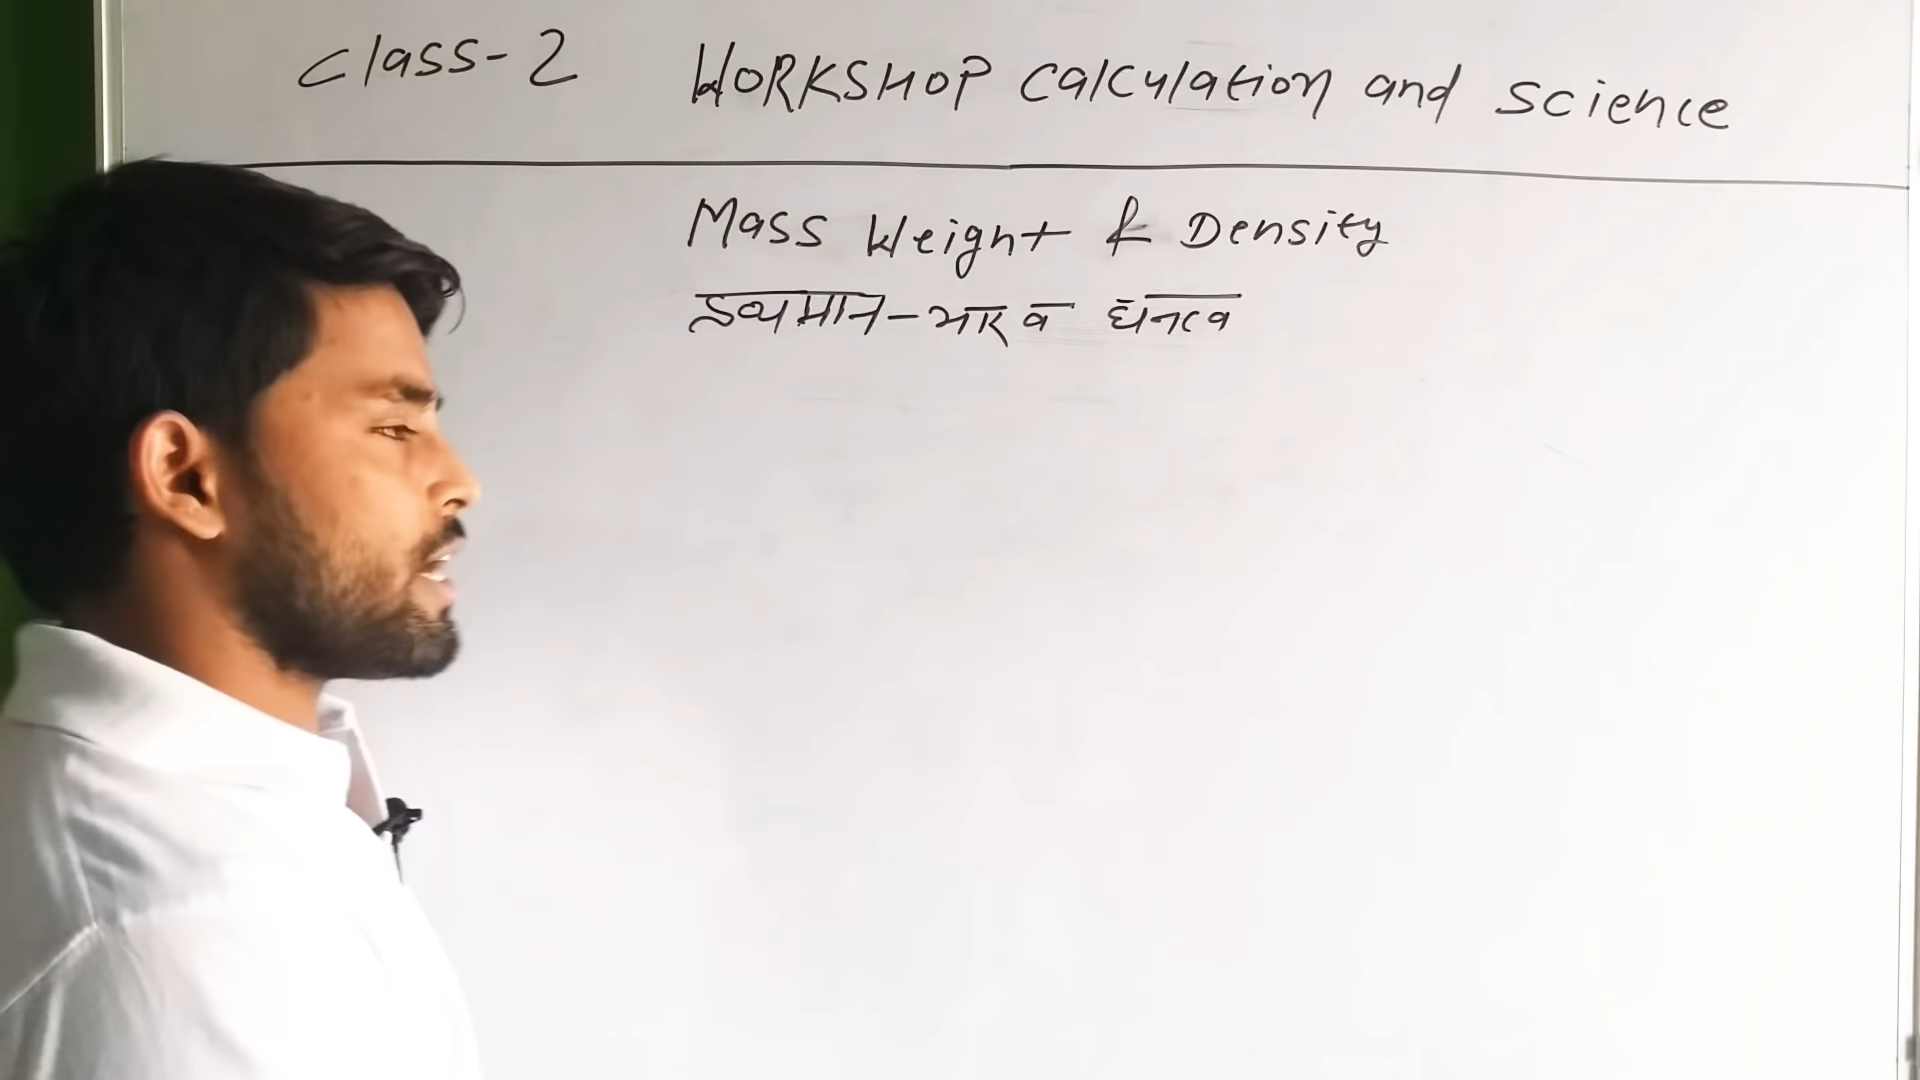 Class-2 WORKSHOP Calculation and Science
Mass Weight & Density
द्रव्यमान-भार व घनत्व